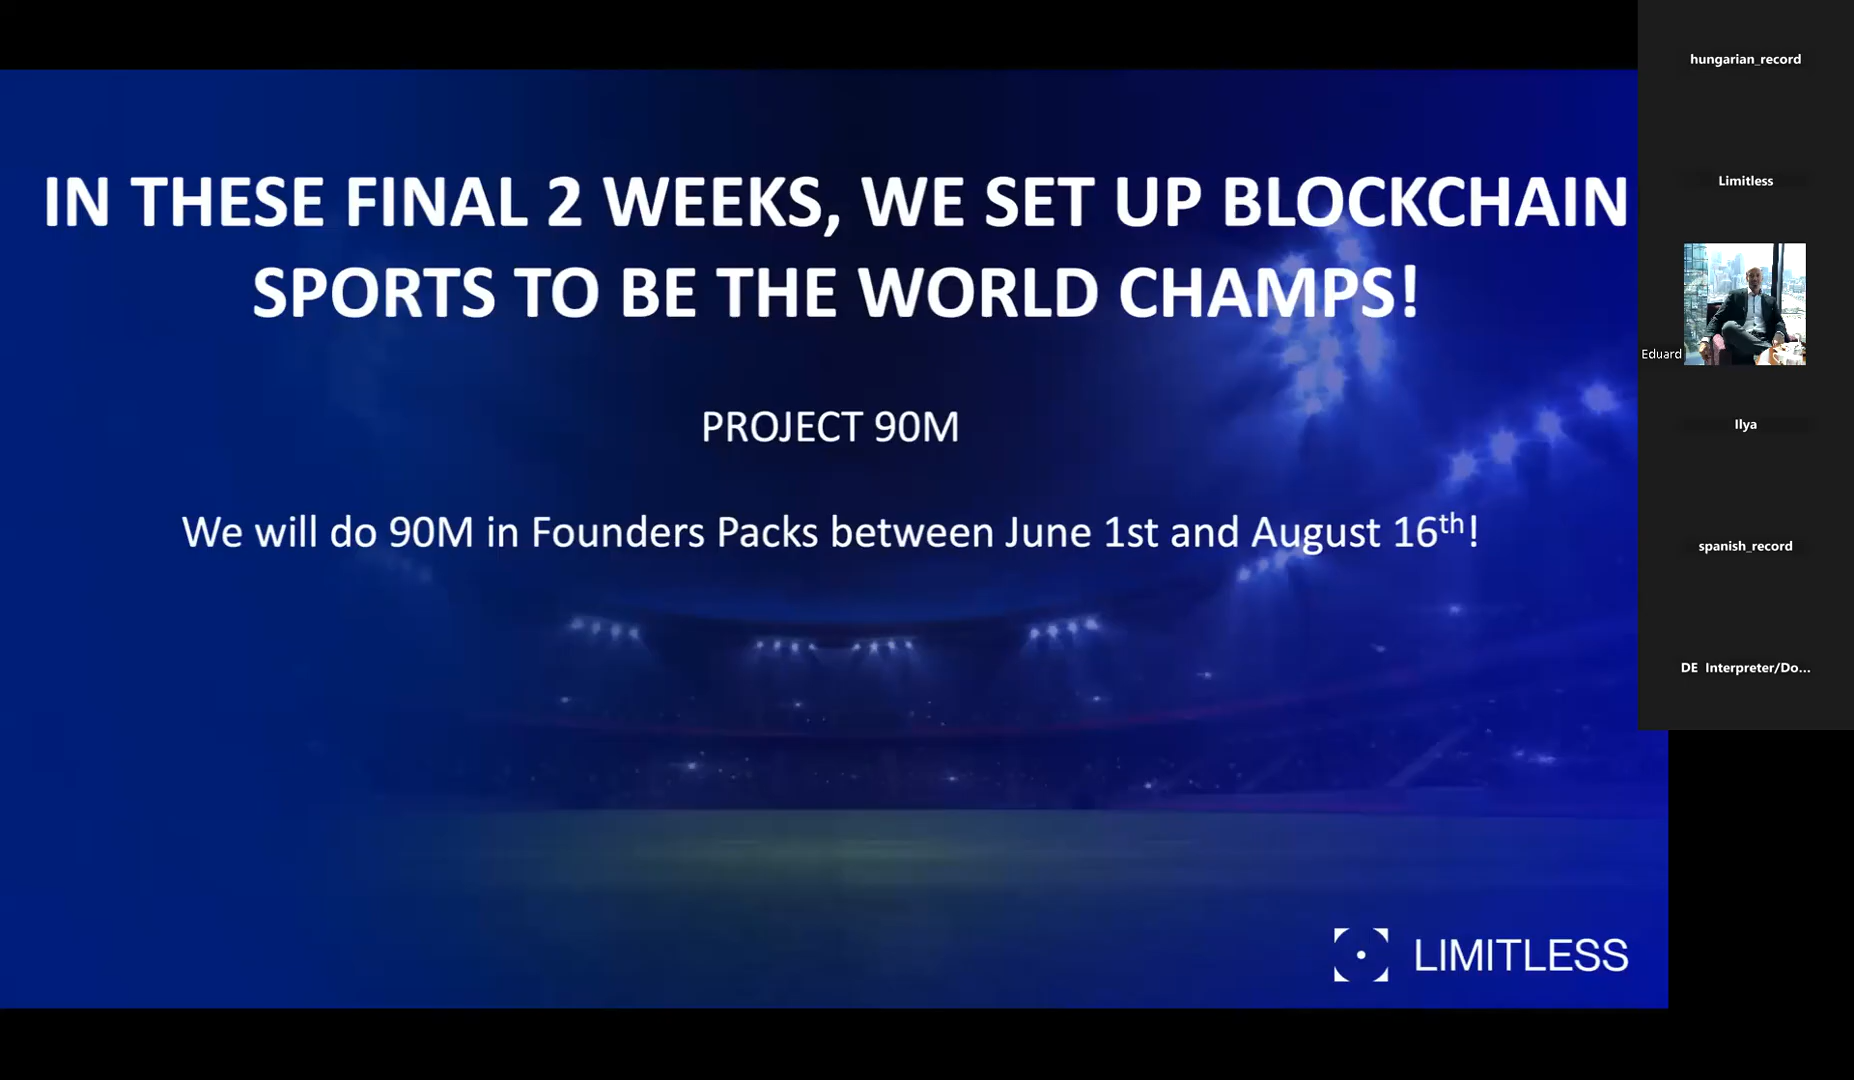 IN THESE FINAL 2 WEEKS, WE SET UP BLOCKCHAIN
SPORTS TO BE THE WORLD CHAMPS!
PROJECT 90M
We will do 90M in Founders Packs between June 1st and August 16th!
LIMITLESS
hungarian_record
Limitless
Eduard
Ilya
spanish_record
DE Interpreter/Do...